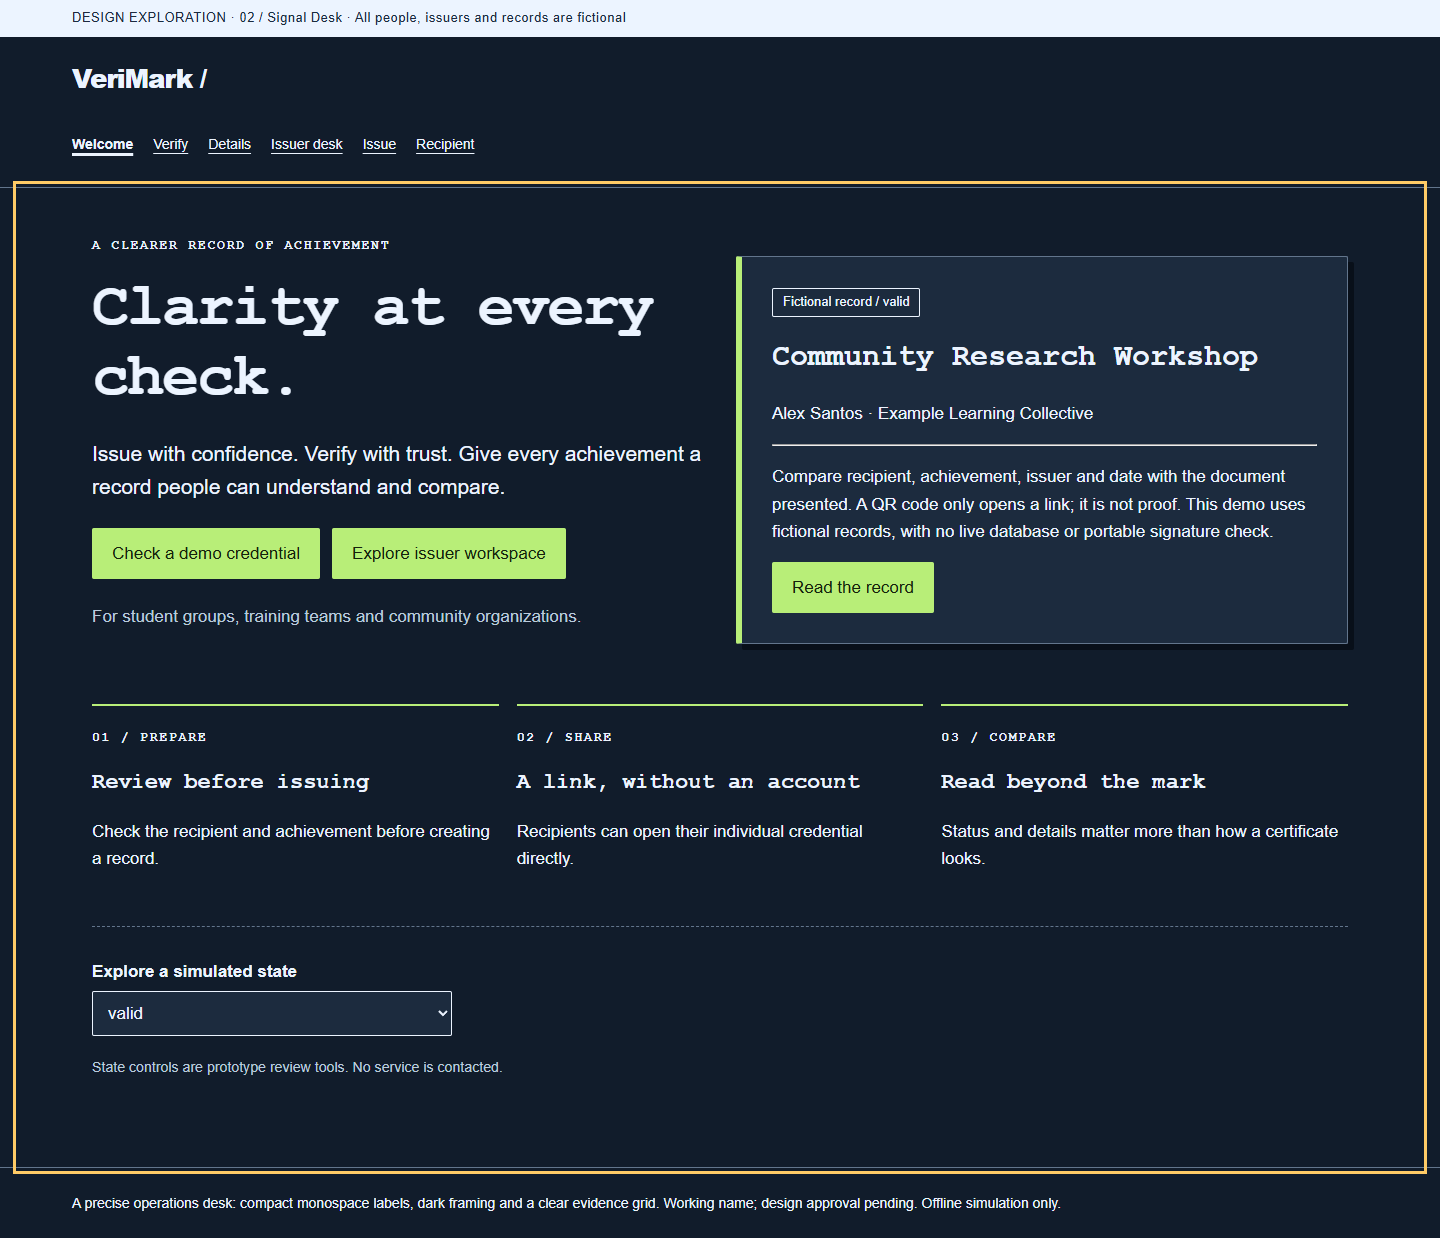 DESIGN EXPLORATION · 02 / Signal Desk · All people, issuers and records are fictional
VeriMark /
Welcome Verify Details Issuer desk Issue Recipient
A CLEARER RECORD OF ACHIEVEMENT
Clarity at every
check.
Issue with confidence. Verify with trust. Give every achievement a
record people can understand and compare.
Check a demo credential
Explore issuer workspace
For student groups, training teams and community organizations.
Fictional record / valid
Community Research Workshop
Alex Santos · Example Learning Collective
Compare recipient, achievement, issuer and date with the document
presented. A QR code only opens a link; it is not proof. This demo uses
fictional records, with no live database or portable signature check.
Read the record
01 / PREPARE
Review before issuing
Check the recipient and achievement before creating
a record.
02 / SHARE
A link, without an account
Recipients can open their individual credential
directly.
03 / COMPARE
Read beyond the mark
Status and details matter more than how a certificate
looks.
Explore a simulated state
valid
State controls are prototype review tools. No service is contacted.
A precise operations desk: compact monospace labels, dark framing and a clear evidence grid. Working name; design approval pending. Offline simulation only.